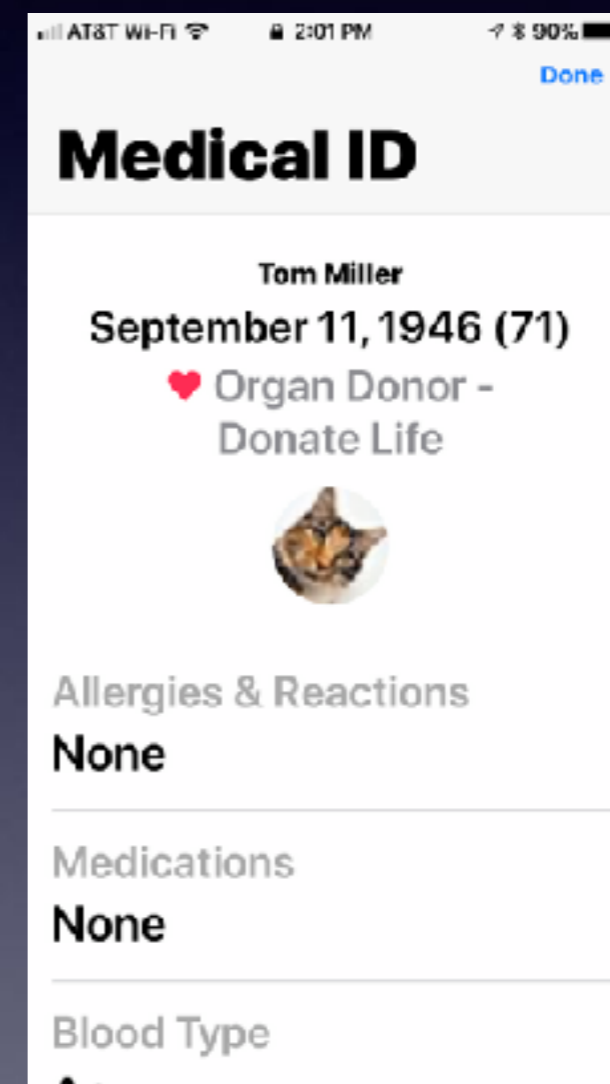 AT&T Wi-Fi 2:01 PM 90%
Done
Medical ID
Tom Miller
September 11, 1946 (71)
Organ Donor -
Donate Life
Allergies & Reactions
None
Medications
None
Blood Type